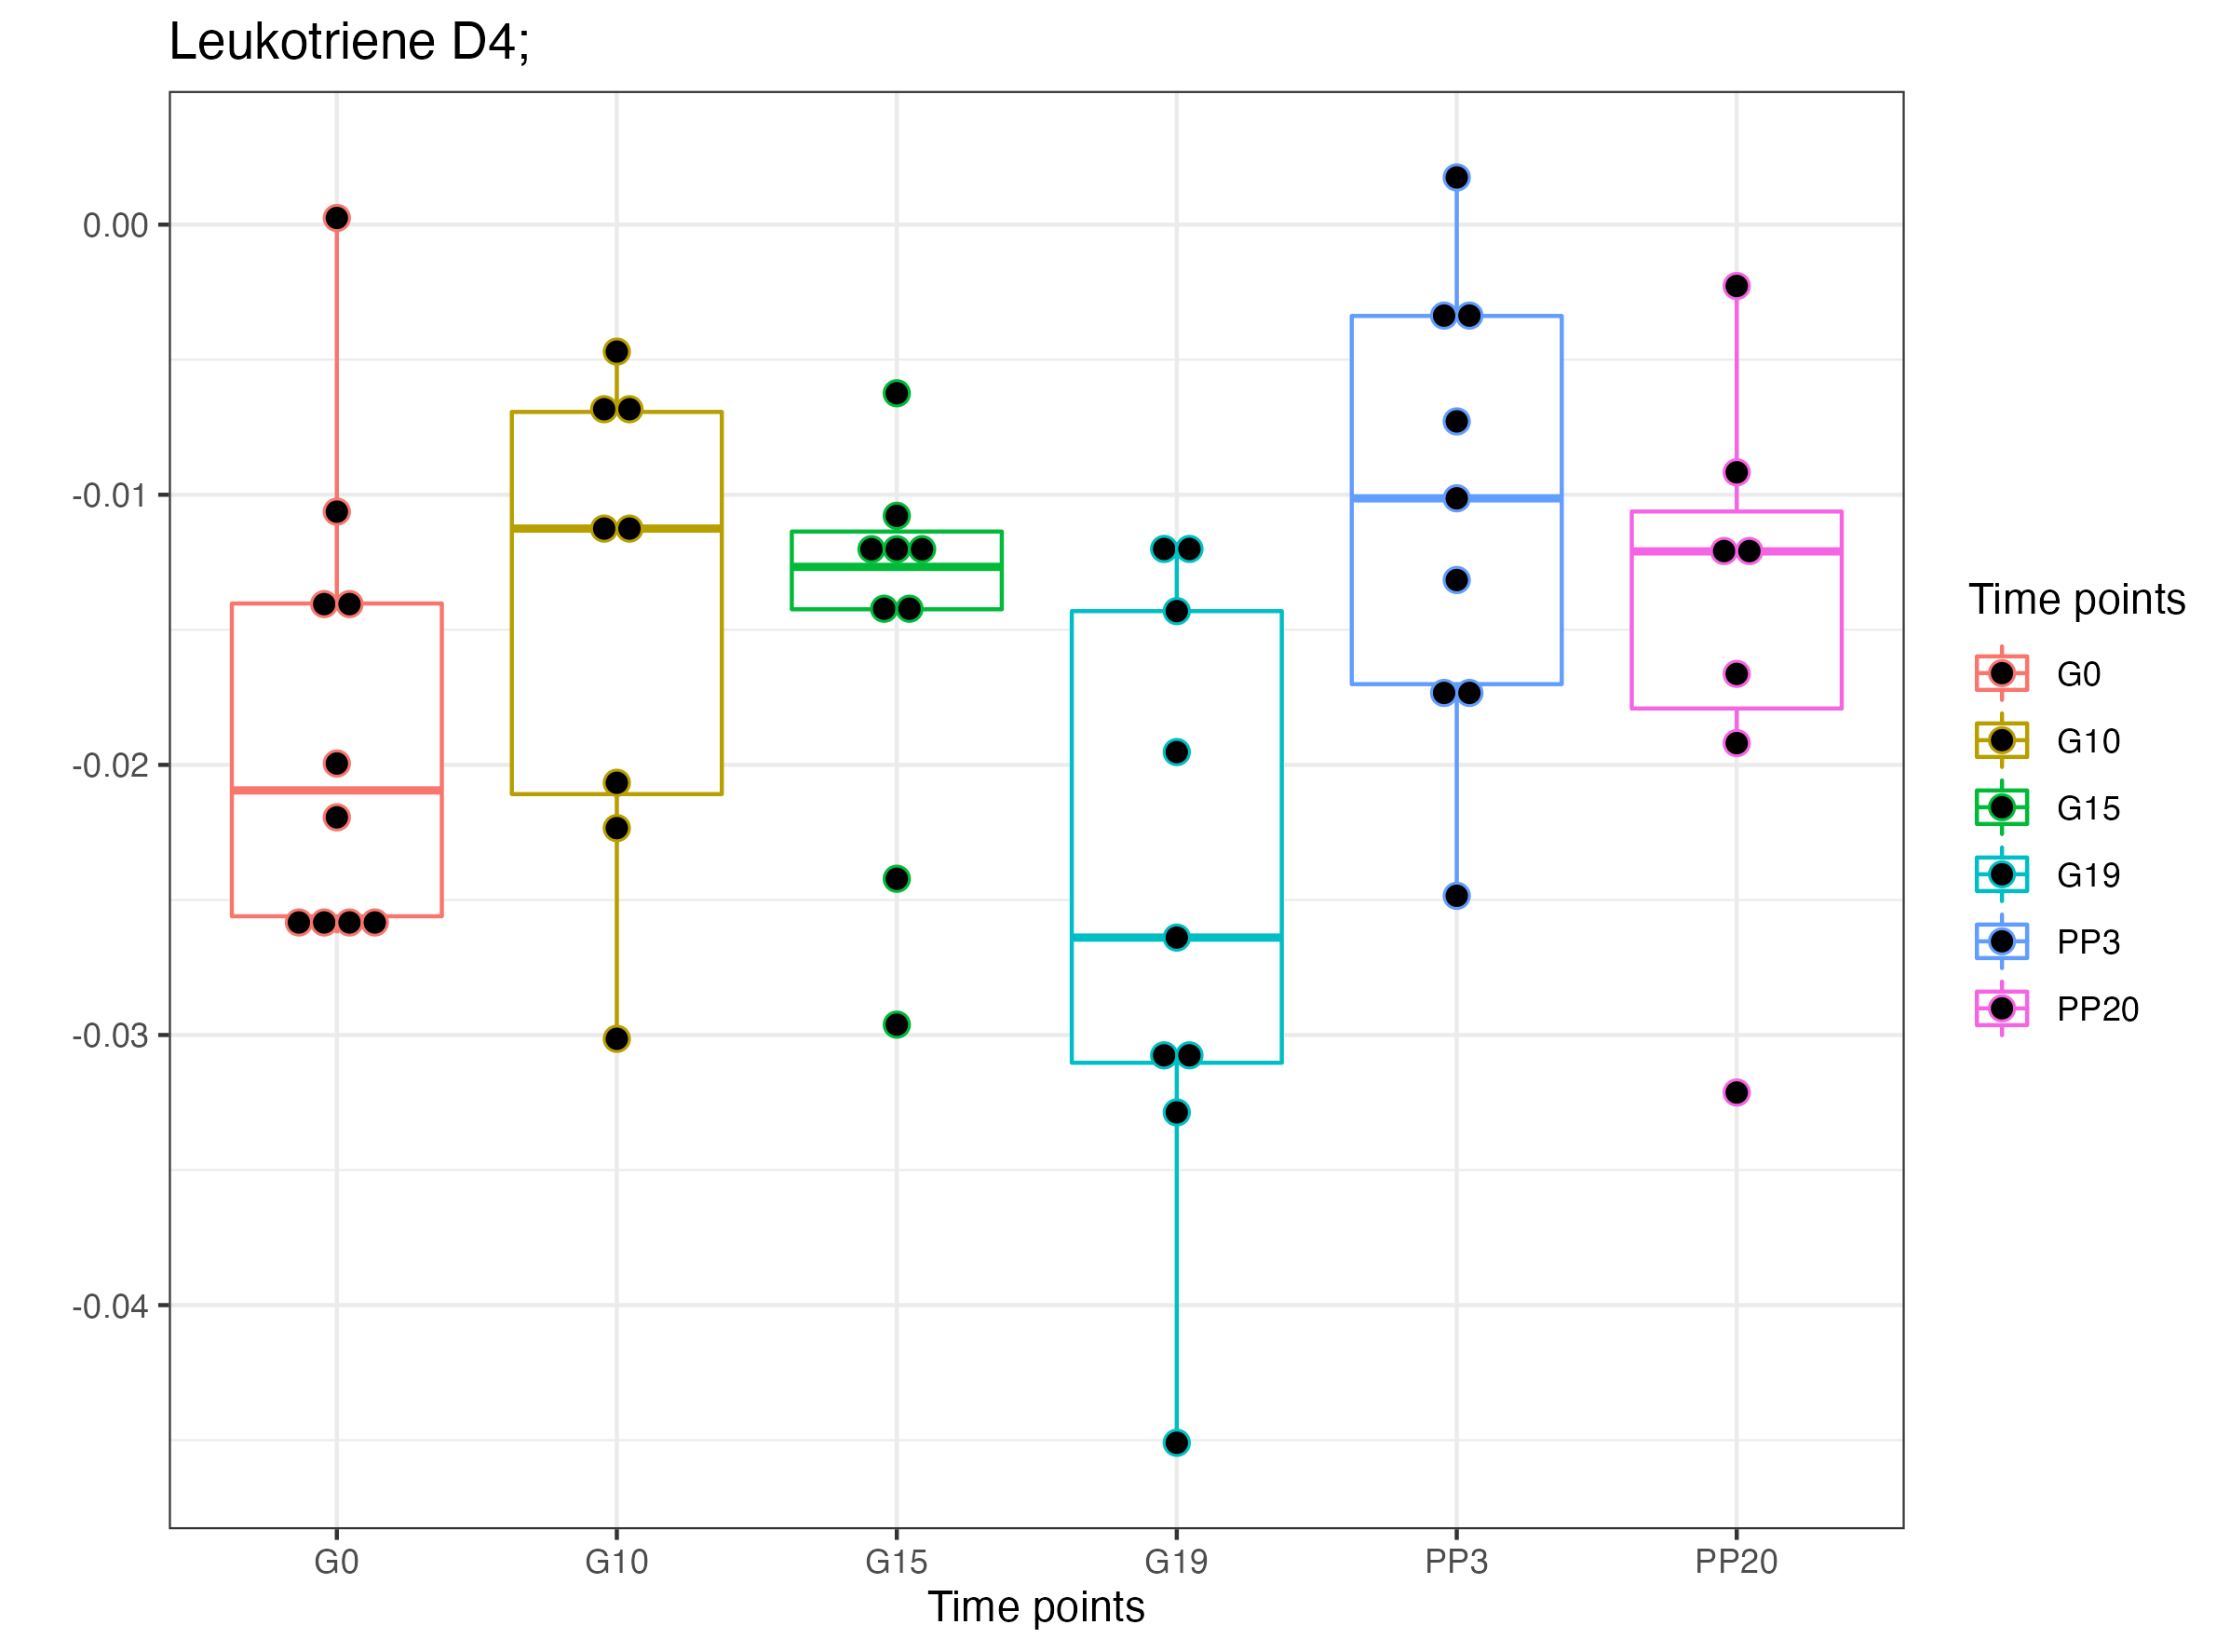 Leukotriene D4;
0.00
-0.01
-0.02
-0.03
-0.04
G0 G10 G15 G19 PP3 PP20
Time points
Time points
G0
G10
G15
G19
PP3
PP20